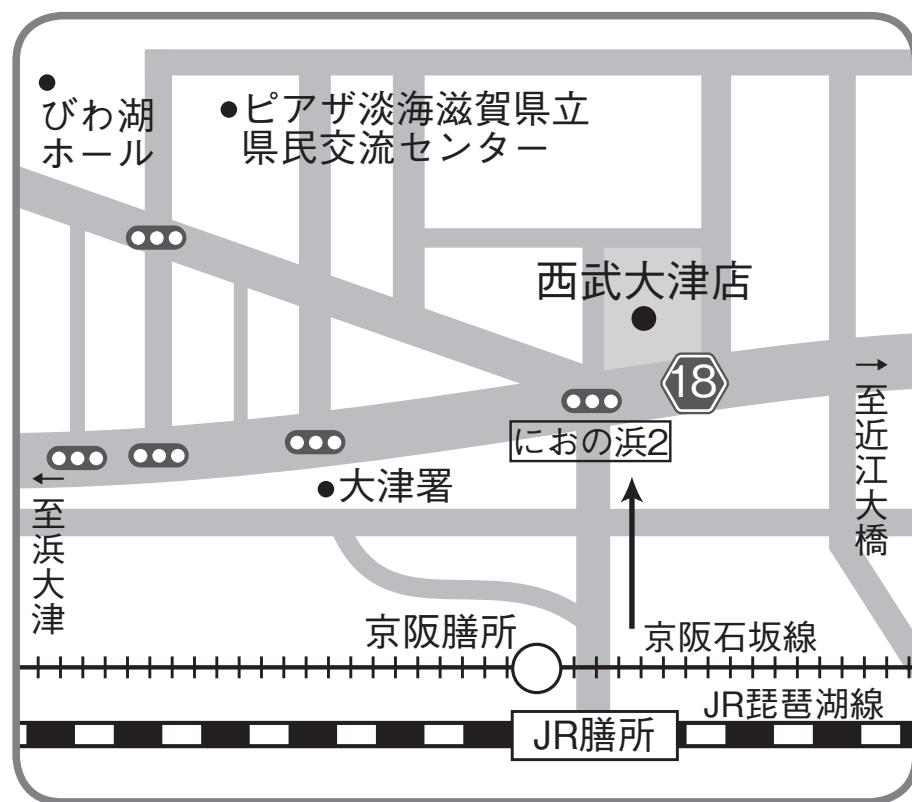 びわ湖
ホール
ピアザ淡海滋賀県立
県民交流センター
西武大津店
18
→
至近江大橋
におの浜2
大津署
←
至浜大津
京阪膳所
京阪石坂線
JR琵琶湖線
JR膳所